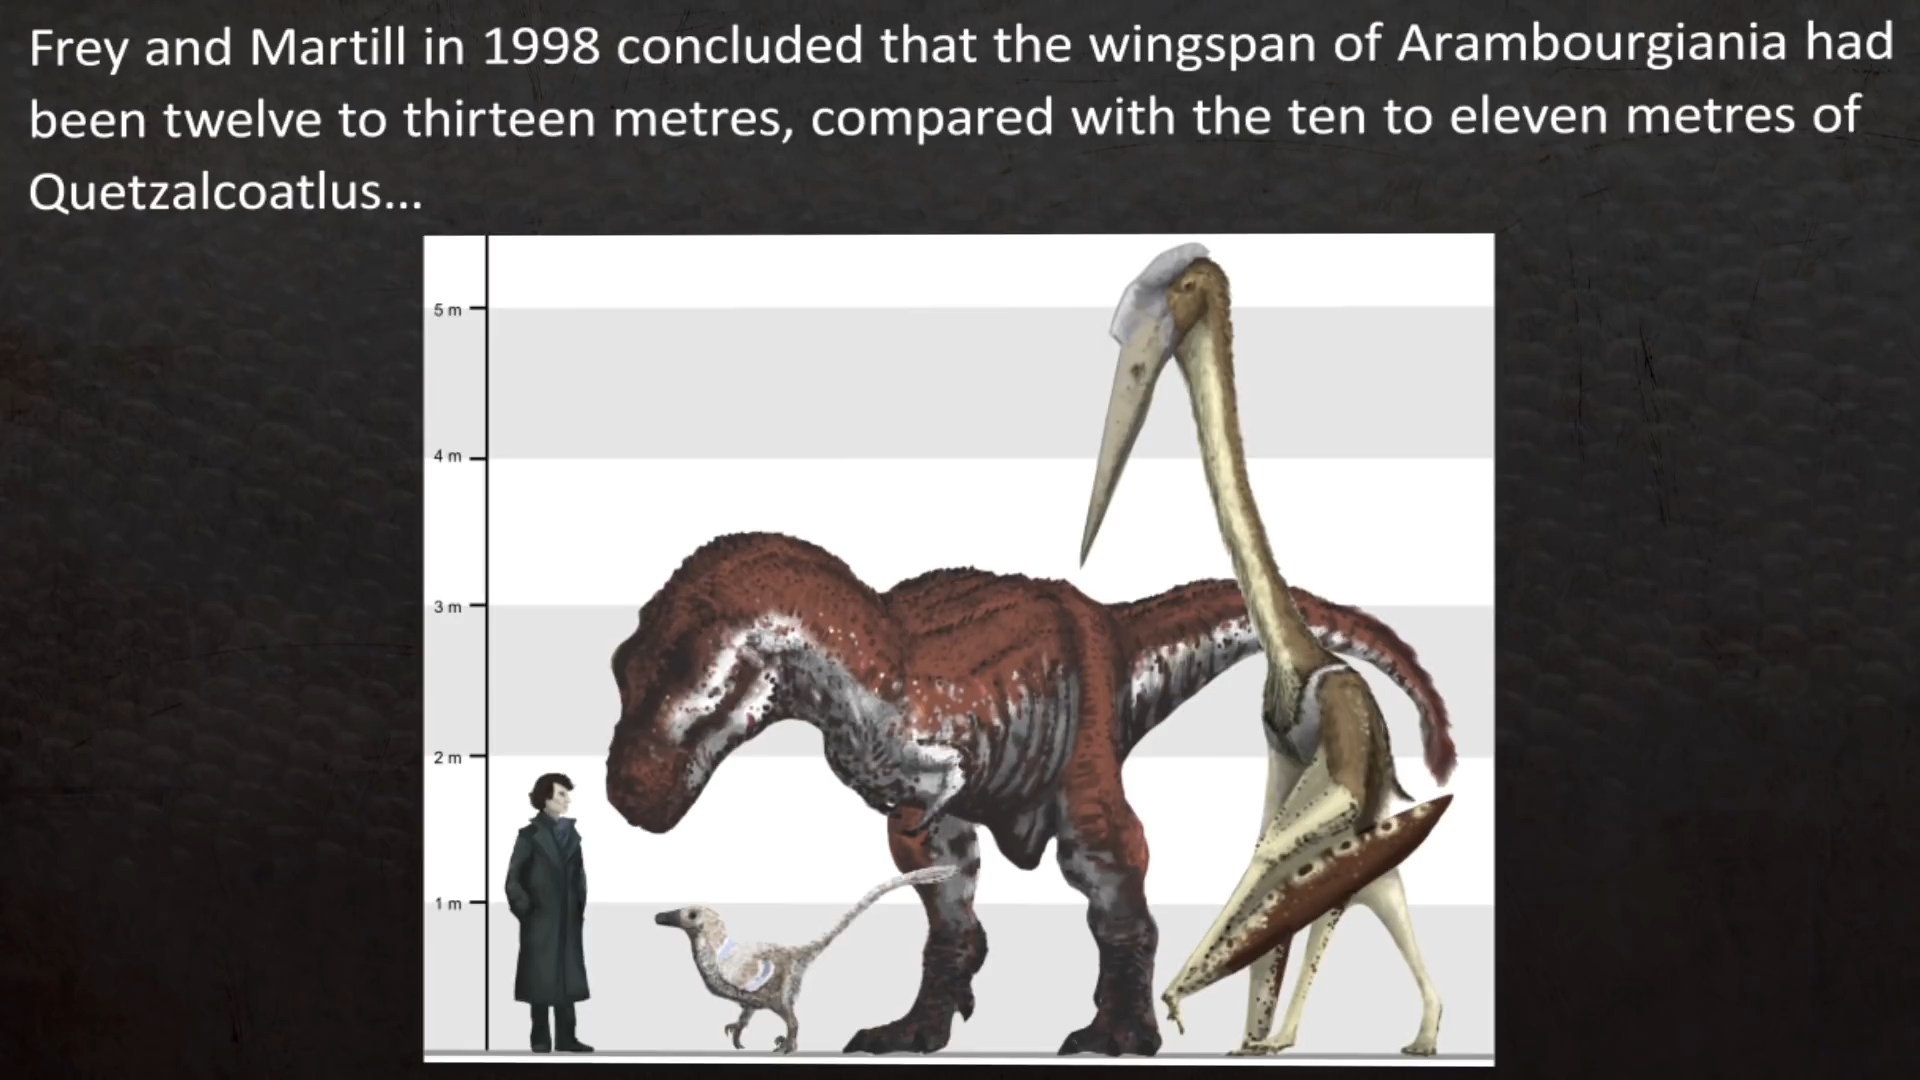 Frey and Martill in 1998 concluded that the wingspan of Arambourgiania had
been twelve to thirteen metres, compared with the ten to eleven metres of
Quetzalcoatlus...
5 m
4 m
3 m
2 m
1 m